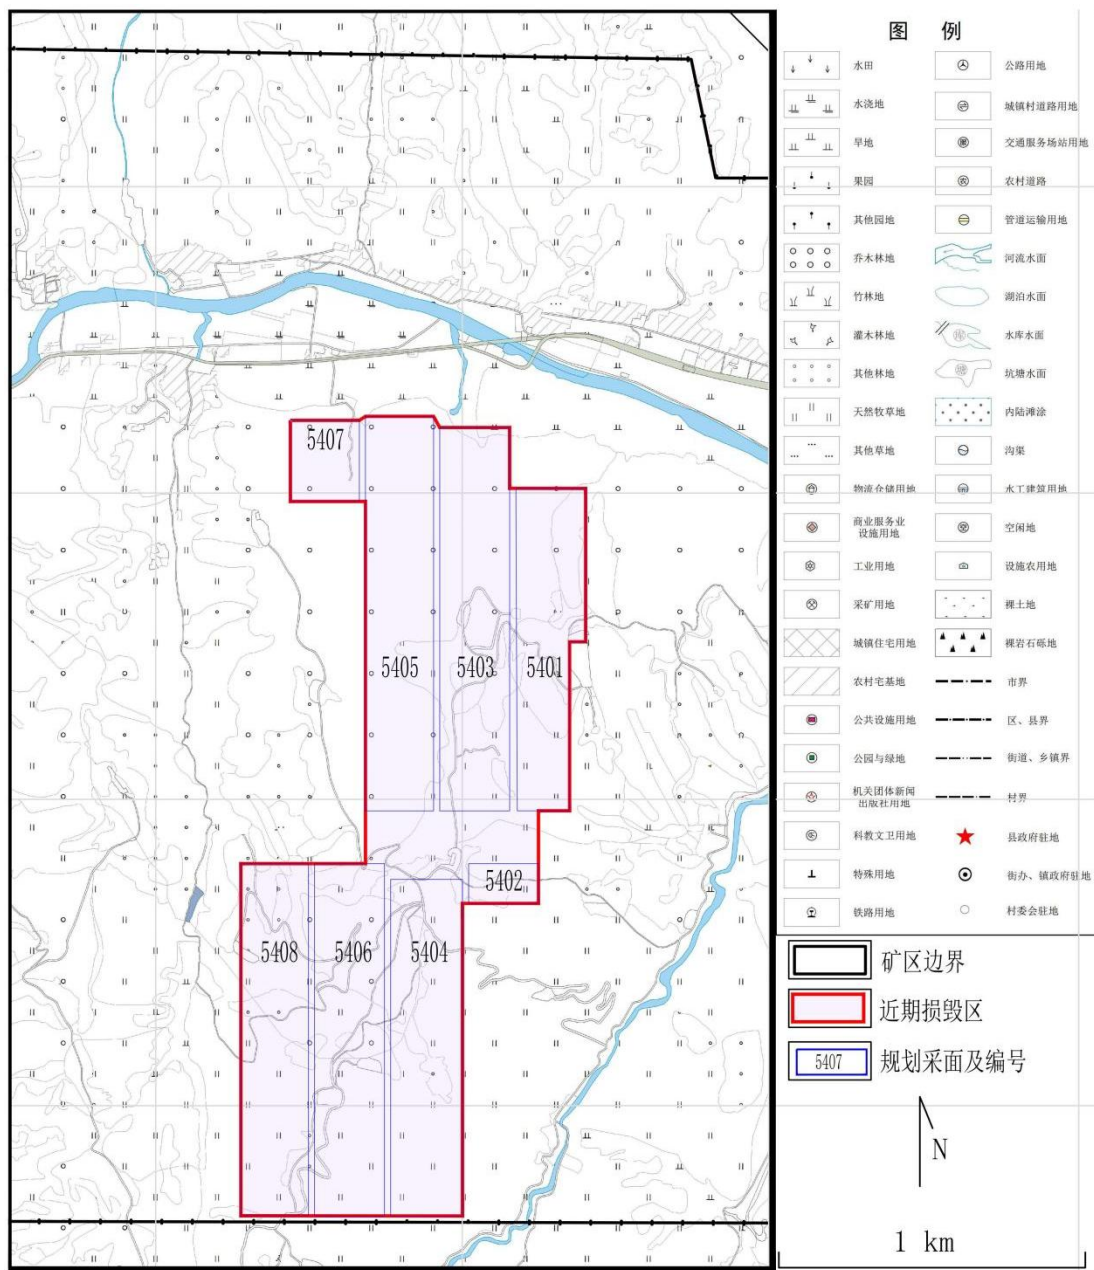 图 例
水田
公路用地
水浇地
城镇村道路用地
旱地
交通服务场站用地
果园
农村道路
其他园地
管道运输用地
乔木林地
河流水面
竹林地
湖泊水面
灌木林地
水库水面
其他林地
坑塘水面
天然牧草地
内陆滩涂
其他草地
沟渠
物流仓储用地
水工建筑用地
商业服务业
设施用地
空闲地
工业用地
设施农用地
采矿用地
裸土地
城镇住宅用地
裸岩石砾地
农村宅基地
市界
公共设施用地
区、县界
公园与绿地
街道、乡镇界
机关团体新闻
出版社用地
村界
科教文卫用地
县政府驻地
特殊用地
街办、镇政府驻地
铁路用地
村委会驻地
矿区边界
近期损毁区
5407
规划采面及编号
N
1 km
5407
5405
5403
5401
5402
5408
5406
5404